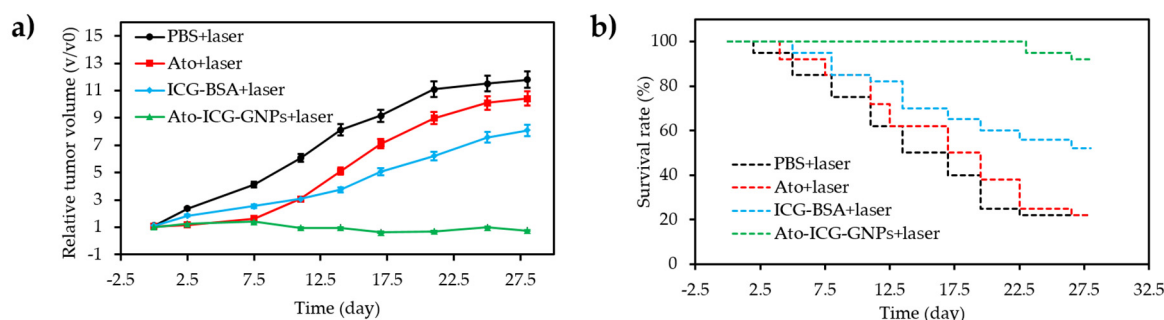 a)
Relative tumor volume (v/v0)
15
13
11
9
7
5
3
1
-1
PBS+laser
Ato+laser
ICG-BSA+laser
Ato-ICG-GNPs+laser
-2.5 2.5 7.5 12.5 17.5 22.5 27.5
Time (day)
b)
Survival rate (%)
100
80
60
40
20
0
PBS+laser
Ato+laser
ICG-BSA+laser
Ato-ICG-GNPs+laser
-2.5 2.5 7.5 12.5 17.5 22.5 27.5 32.5
Time (day)